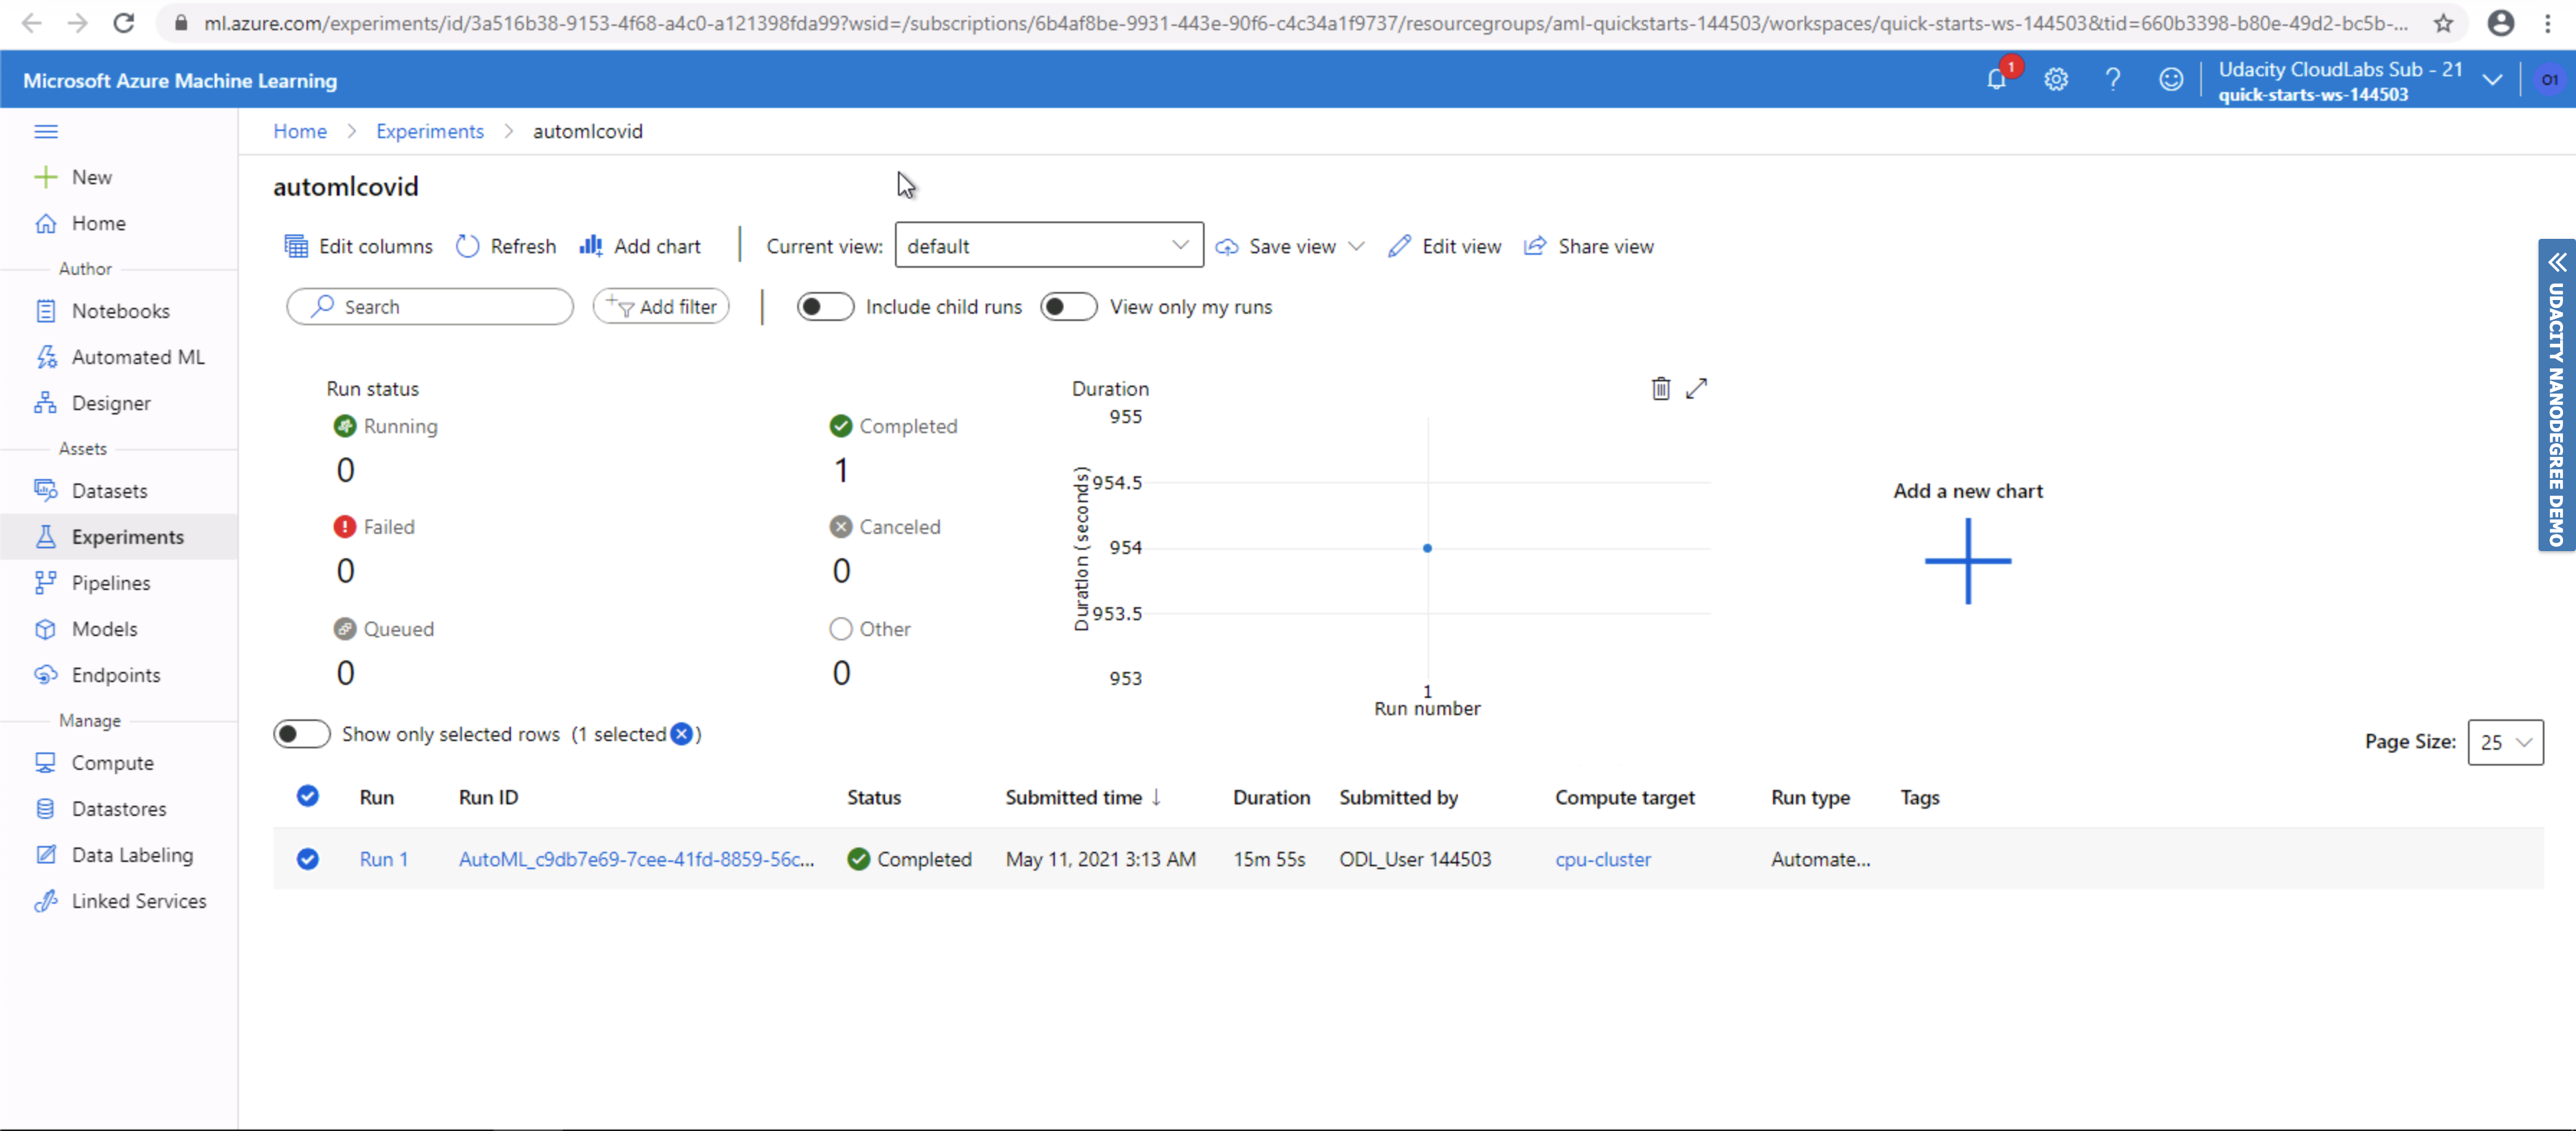 ml.azure.com/experiments/id/3a516b38-9153-4f68-a4c0-a121398fda99?wsid=/subscriptions/6b4af8be-9931-443e-90f6-c4c34a1f9737/resourcegroups/aml-quickstarts-144503/workspaces/quick-starts-ws-144503&tid=660b3398-b80e-49d2-bc5b-...
Microsoft Azure Machine Learning
1
Udacity CloudLabs Sub - 21
quick-starts-ws-144503
O1
Home > Experiments > automlcovid
New
Home
Author
Notebooks
Automated ML
Designer
Assets
Datasets
Experiments
Pipelines
Models
Endpoints
Manage
Compute
Datastores
Data Labeling
Linked Services
automlcovid
Edit columns Refresh Add chart Current view: default Save view Edit view Share view
Search Add filter Include child runs View only my runs
Run status
Running
0
Completed
1
Failed
0
Canceled
0
Queued
0
Other
0
Duration
Duration (seconds)
955
954.5
954
953.5
953
1
Run number
Add a new chart
UDACITY NANODEGREE DEMO
Show only selected rows (1 selected )
Page Size: 25
Run Run ID Status Submitted time ↓ Duration Submitted by Compute target Run type Tags
Run 1 AutoML_c9db7e69-7cee-41fd-8859-56c... Completed May 11, 2021 3:13 AM 15m 55s ODL_User 144503 cpu-cluster Automate...